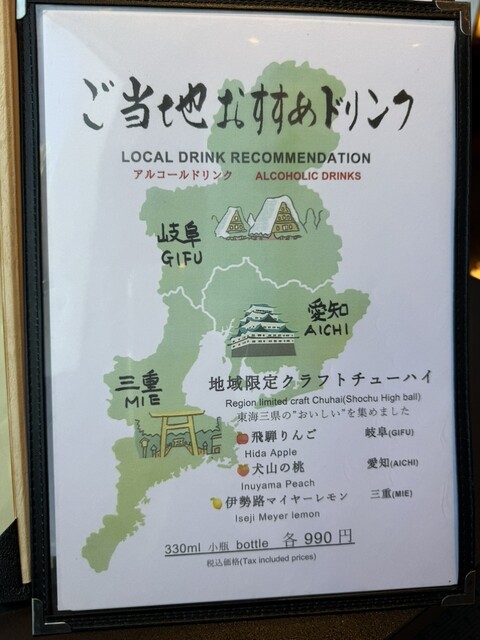 ご当地おすすめドリンク
LOCAL DRINK RECOMMENDATION
アルコールドリンク ALCOHOLIC DRINKS
岐阜
GIFU
愛知
AICHI
三重
MIE
地域限定クラフトチューハイ
Region limited craft Chuhai(Shochu High ball)
東海三県の"おいしい"を集めました
飛騨りんご 岐阜(GIFU)
Hida Apple
犬山の桃 愛知(AICHI)
Inuyama Peach
伊勢路マイヤーレモン 三重(MIE)
Iseji Meyer lemon
330ml 小瓶 bottle 各 990 円
税込価格(Tax included prices)